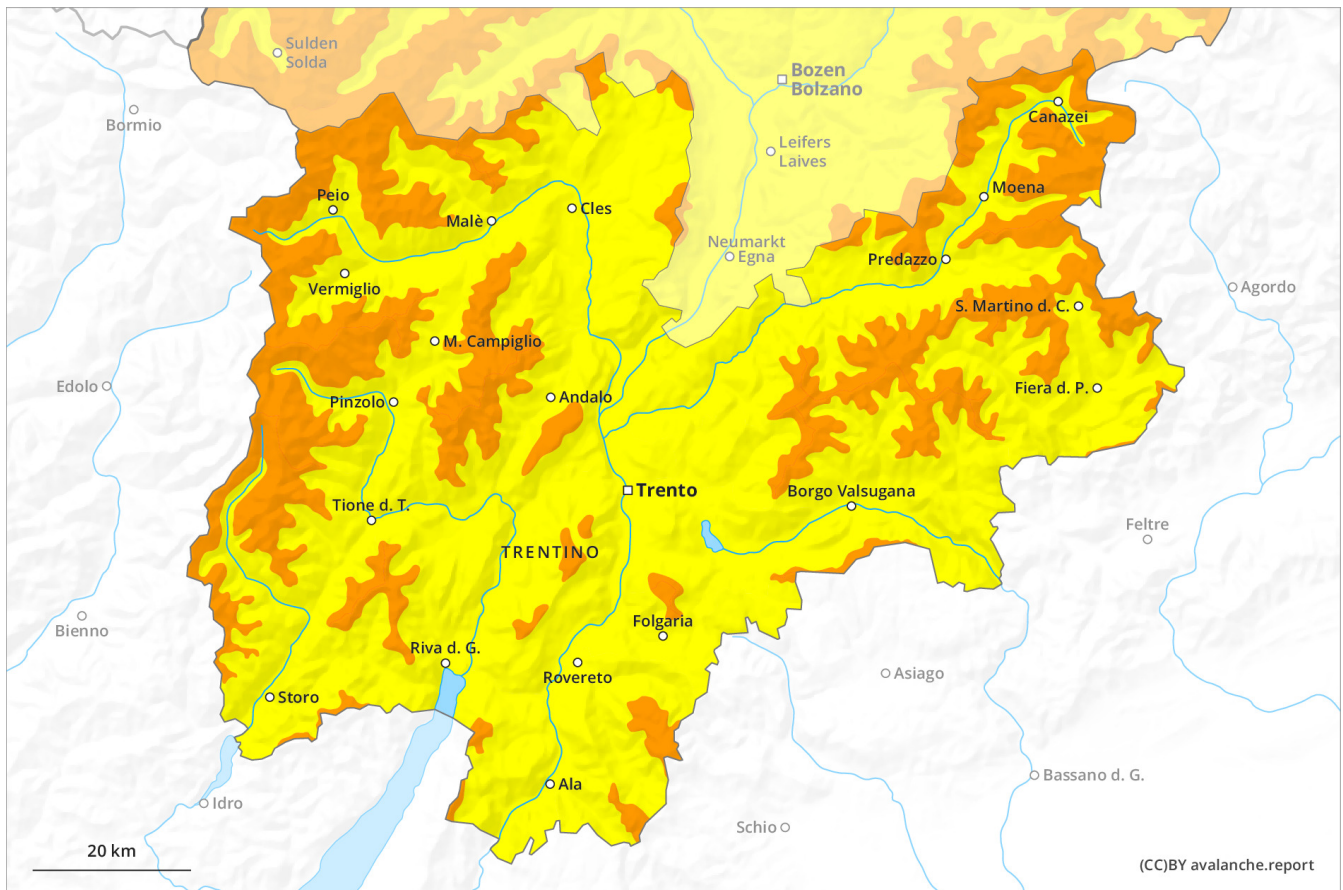 Sulden
Solda
Bozen
Bolzano
Bormio
Canazei
Leifers
Laives
Peio
Moena
Malè
Cles
Neumarkt
Egna
Predazzo
Vermiglio
Agordo
S. Martino d. C.
M. Campiglio
Edolo
Pinzolo
Andalo
Fiera d. P.
Trento
Borgo Valsugana
Tione d. T.
Feltre
TRENTINO
Bienno
Folgaria
Riva d. G.
Rovereto
Asiago
Storo
Bassano d. G.
Ala
Idro
Schio
20 km
(CC)BY avalanche.report